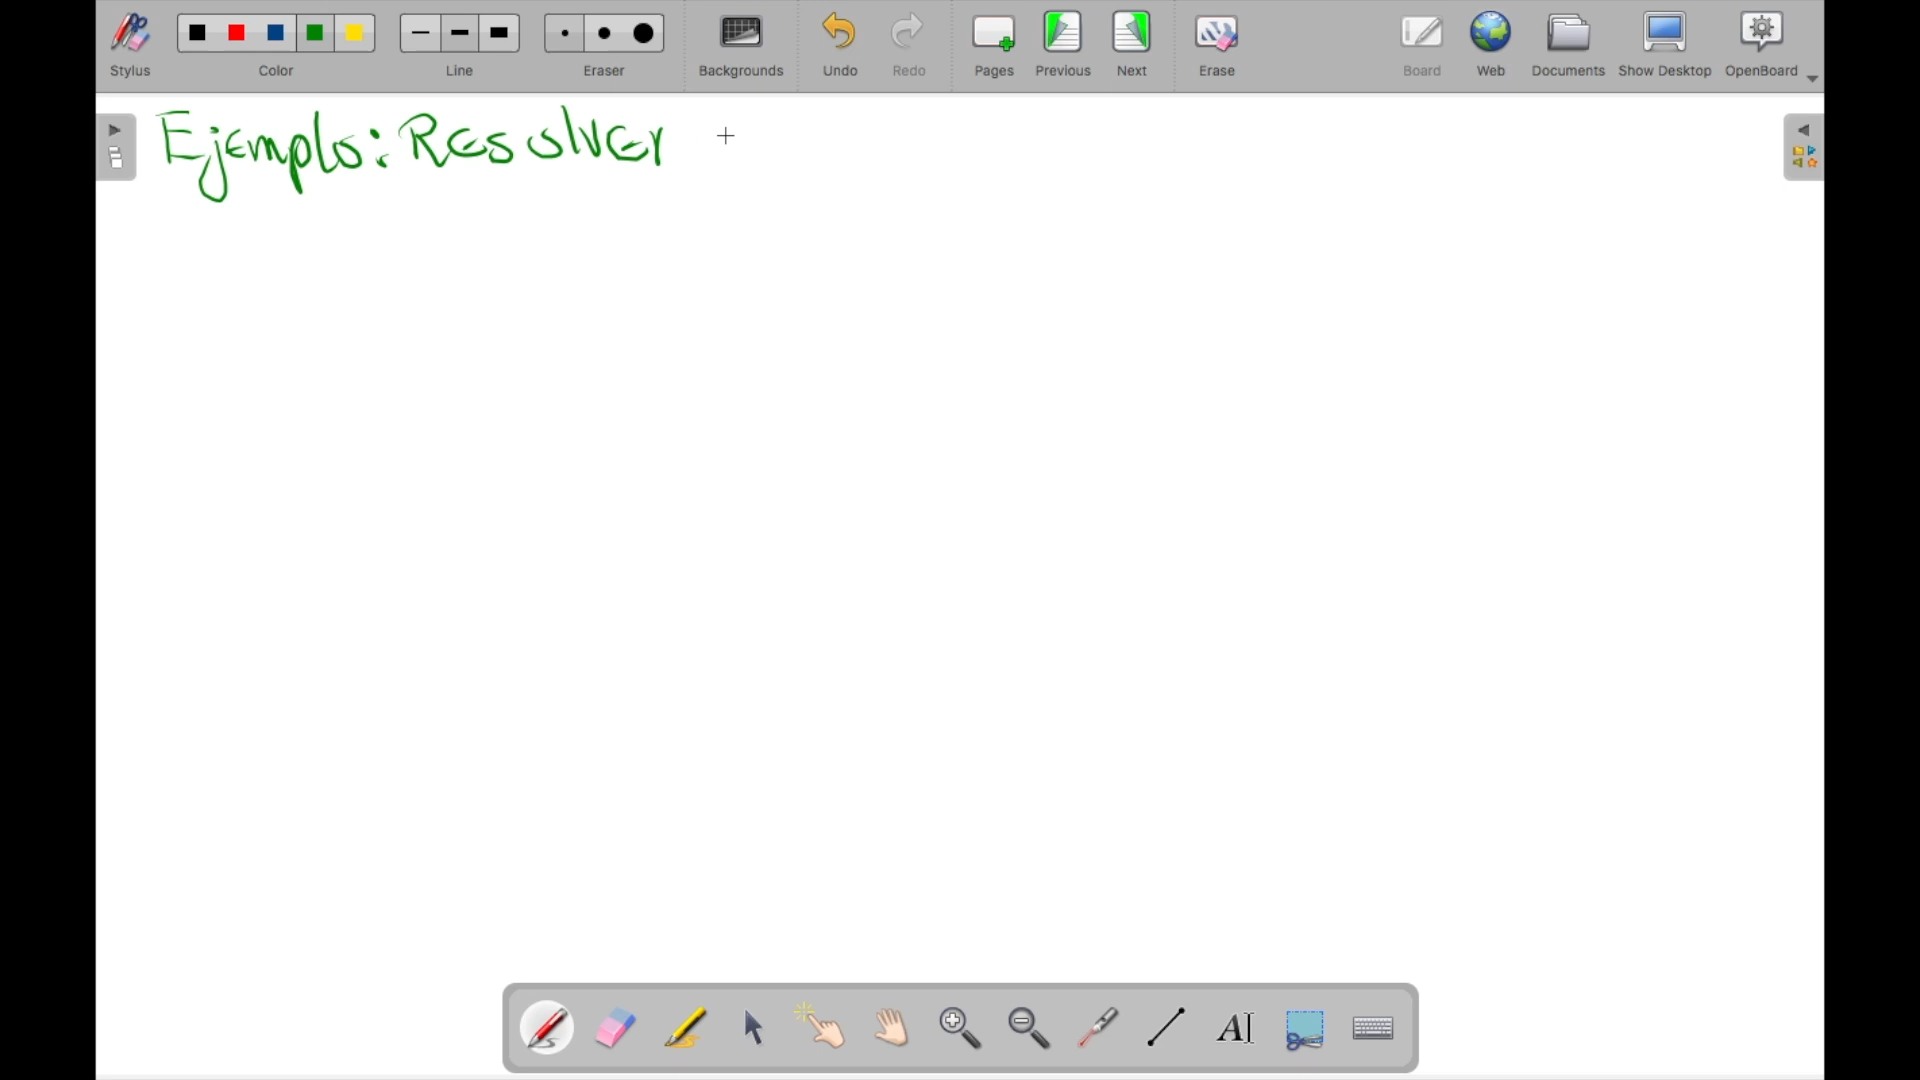 Stylus Color Line Eraser Backgrounds Undo Redo Pages Previous Next Erase Board Web Documents Show Desktop OpenBoard
Ejemplo: Resolver